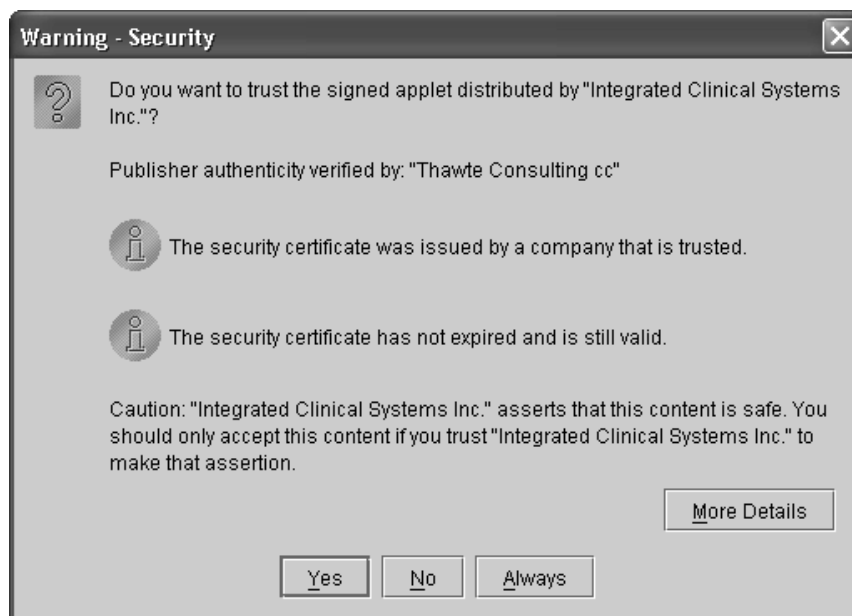 Warning - Security
Do you want to trust the signed applet distributed by "Integrated Clinical Systems
Inc."?
Publisher authenticity verified by: "Thawte Consulting cc"
The security certificate was issued by a company that is trusted.
The security certificate has not expired and is still valid.
Caution: "Integrated Clinical Systems Inc." asserts that this content is safe. You
should only accept this content if you trust "Integrated Clinical Systems Inc." to
make that assertion.
More Details
Yes No Always